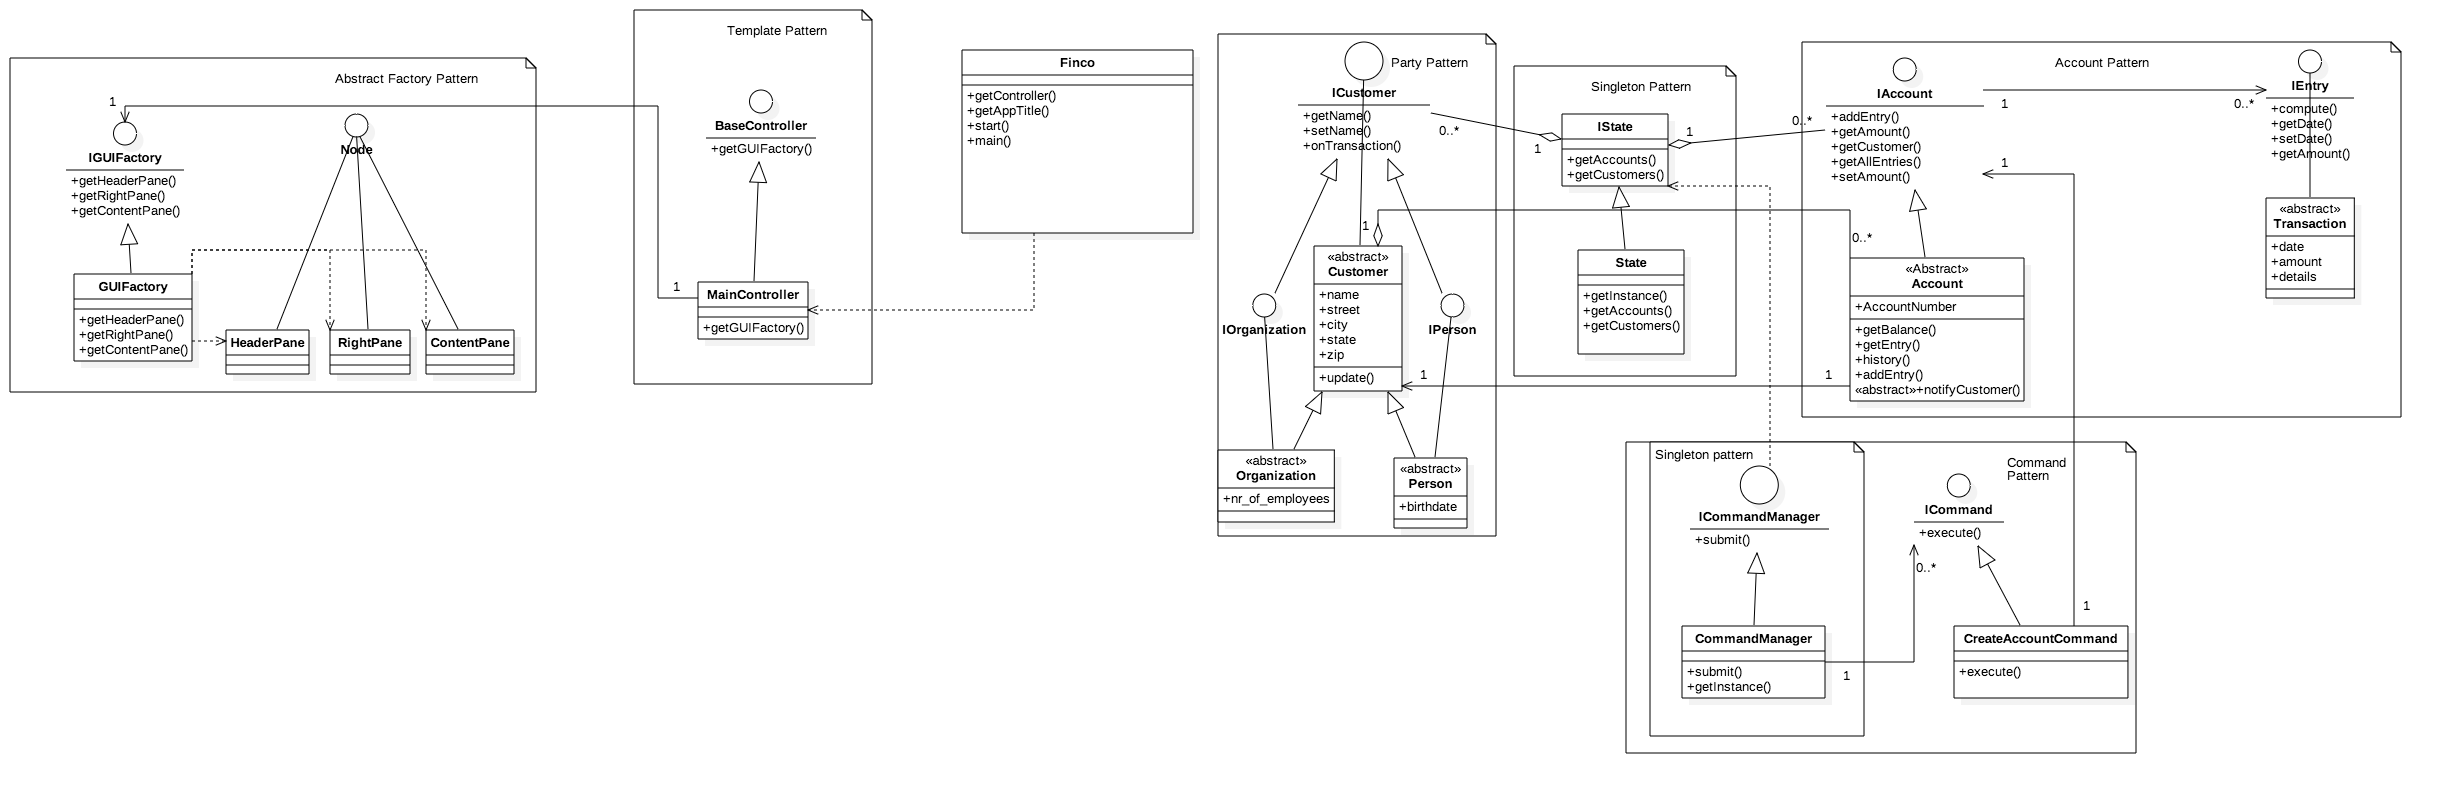 Abstract Factory Pattern
1
IGUIFactory
+getHeaderPane()
+getRightPane()
+getContentPane()
Node
GUIFactory
+getHeaderPane()
+getRightPane()
+getContentPane()
HeaderPane
RightPane
ContentPane
Template Pattern
BaseController
+getGUIFactory()
1
MainController
+getGUIFactory()
Finco
+getController()
+getAppTitle()
+start()
+main()
Party Pattern
ICustomer
+getName()
+setName()
+onTransaction()
0..*
1
1
«abstract»
Customer
+name
+street
+city
+state
+zip
+update()
1
IOrganization
IPerson
«abstract»
Organization
+nr_of_employees
«abstract»
Person
+birthdate
Singleton Pattern
IState
+getAccounts()
+getCustomers()
1
0..*
State
+getInstance()
+getAccounts()
+getCustomers()
Account Pattern
IAccount
+addEntry()
+getAmount()
+getCustomer()
+getAllEntries()
+setAmount()
1
0..*
1
IEntry
+compute()
+getDate()
+setDate()
+getAmount()
«abstract»
Transaction
+date
+amount
+details
0..*
«Abstract»
Account
+AccountNumber
+getBalance()
+getEntry()
+history()
+addEntry()
«abstract»+notifyCustomer()
1
Singleton pattern
ICommandManager
+submit()
CommandManager
+submit()
+getInstance()
1
Command
Pattern
ICommand
+execute()
0..*
1
CreateAccountCommand
+execute()